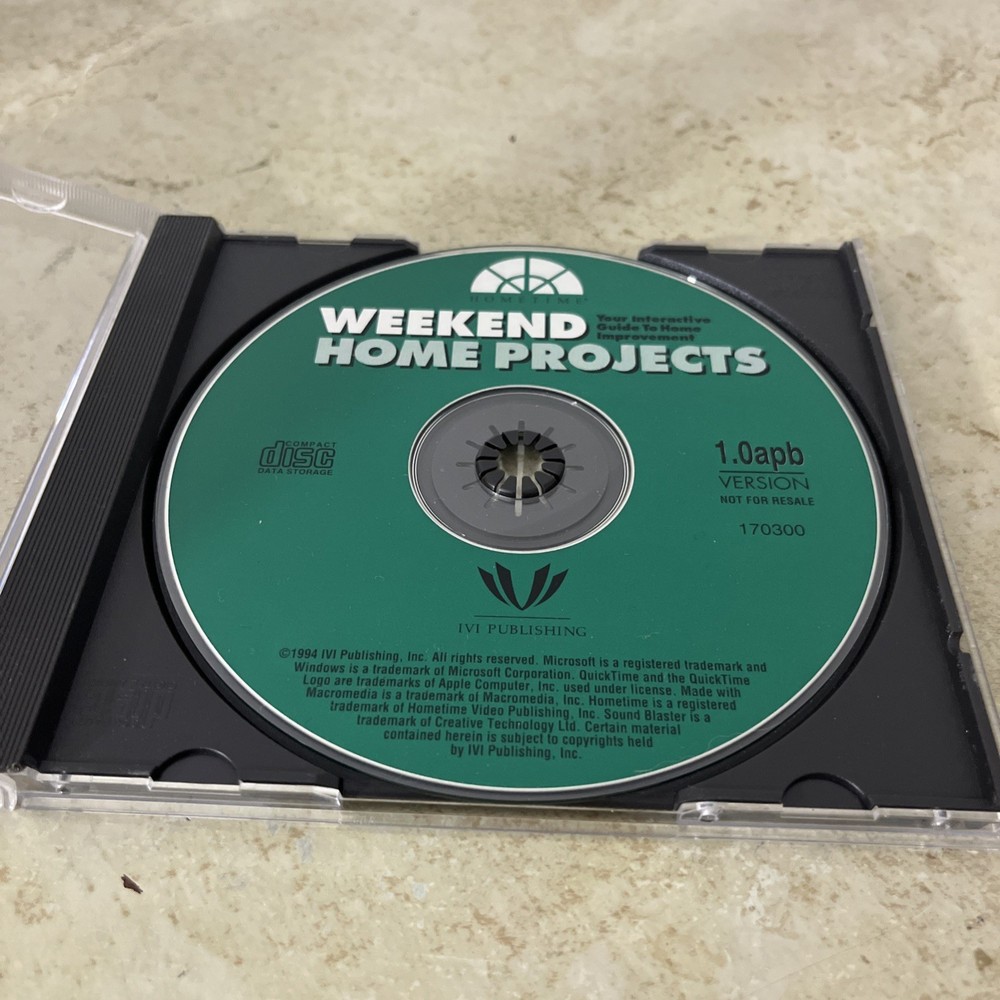 HOMETIME
WEEKEND
Your Interactive
Guide To Home
Improvement
HOME PROJECTS
COMPACT
disc
DATA STORAGE
1.0apb
VERSION
NOT FOR RESALE
170300
IVI PUBLISHING
©1994 IVI Publishing, Inc. All rights reserved. Microsoft is a registered trademark and
Windows is a trademark of Microsoft Corporation. QuickTime and the QuickTime
Logo are trademarks of Apple Computer, Inc. used under license. Made with
Macromedia is a trademark of Macromedia, Inc. Hometime is a registered
trademark of Hometime Video Publishing, Inc. Sound Blaster is a
trademark of Creative Technology Ltd. Certain material
contained herein is subject to copyrights held
by IVI Publishing, Inc.